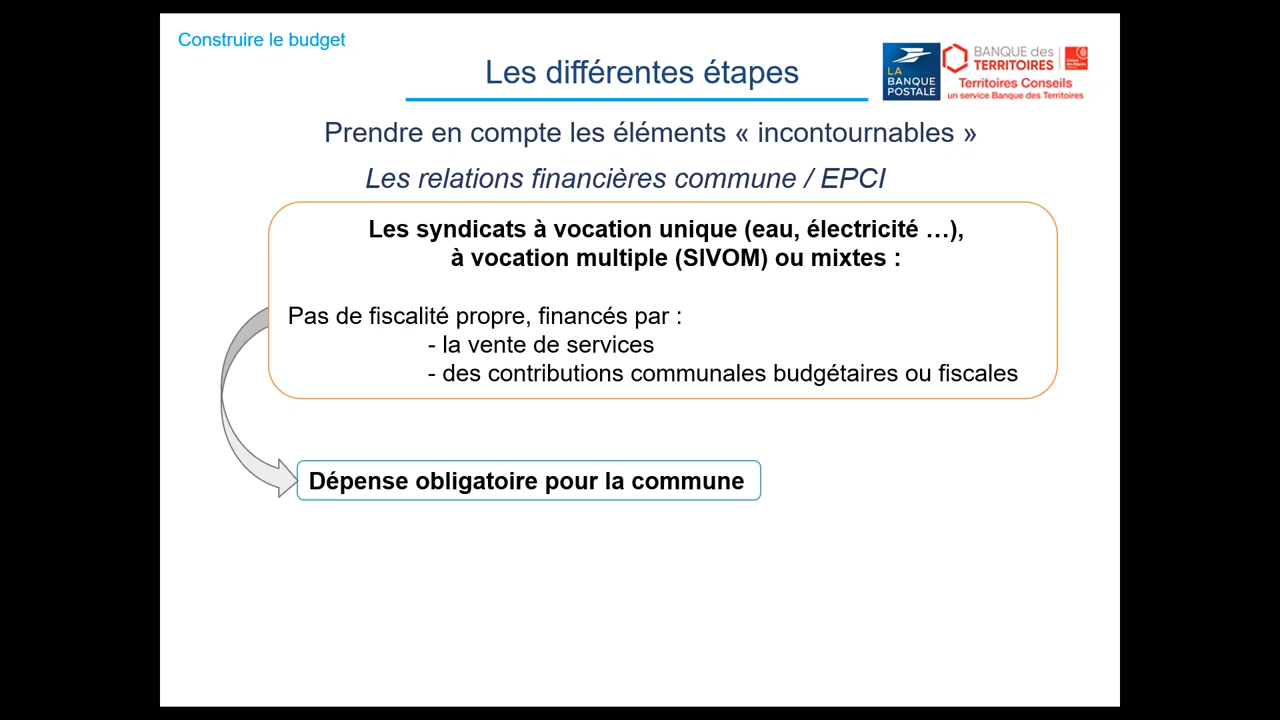 Construire le budget
Les différentes étapes
LA
BANQUE
POSTALE
BANQUE des
TERRITOIRES
Territoires Conseils
un service Banque des Territoires
Prendre en compte les éléments « incontournables »
Les relations financières commune / EPCI
Les syndicats à vocation unique (eau, électricité …),
à vocation multiple (SIVOM) ou mixtes :
Pas de fiscalité propre, financés par :
- la vente de services
- des contributions communales budgétaires ou fiscales
Dépense obligatoire pour la commune